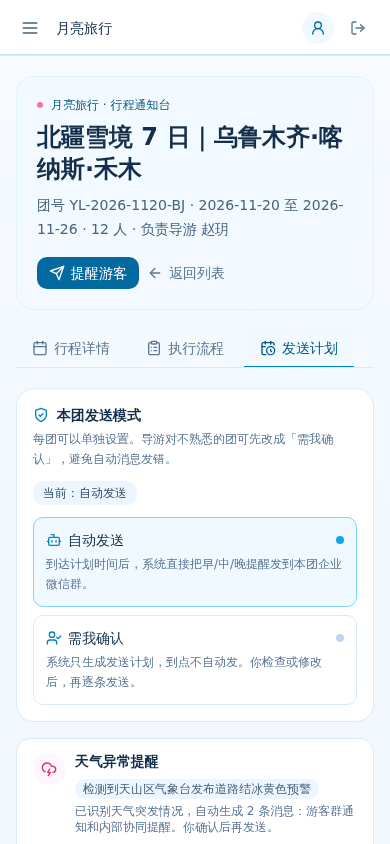 月亮旅行
月亮旅行 · 行程通知台
北疆雪境 7 日｜乌鲁木齐·喀
纳斯·禾木
团号 YL-2026-1120-BJ · 2026-11-20 至 2026-
11-26 · 12 人 · 负责导游 赵玥
提醒游客 返回列表
行程详情 执行流程 发送计划
本团发送模式
每团可以单独设置。导游对不熟悉的团可先改成「需我确
认」，避免自动消息发错。
当前：自动发送
自动发送
到达计划时间后，系统直接把早/中/晚提醒发到本团企业
微信群。
需我确认
系统只生成发送计划，到点不自动发。你检查或修改
后，再逐条发送。
天气异常提醒
检测到天山区气象台发布道路结冰黄色预警
已识别天气突发情况，自动生成 2 条消息：游客群通
知和内部协同提醒。你确认后再发送。